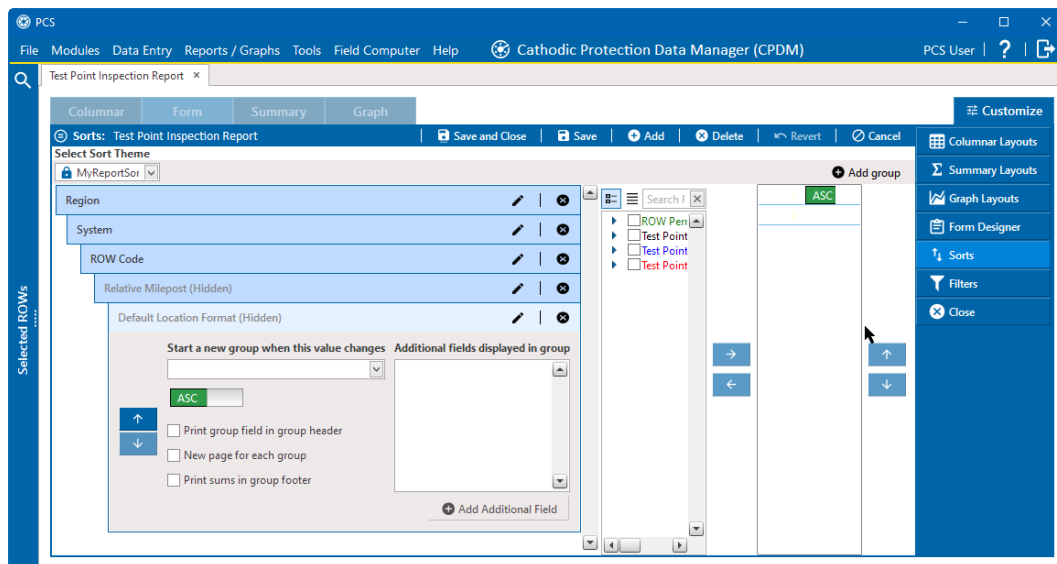 PCS
File Modules Data Entry Reports / Graphs Tools Field Computer Help Cathodic Protection Data Manager (CPDM) PCS User ?
Test Point Inspection Report ×
Columnar Form Summary Graph Customize
Sorts: Test Point Inspection Report Save and Close Save Add Delete Revert Cancel
Select Sort Theme
MyReportSor Add group
Region
System
ROW Code
Relative Milepost (Hidden)
Default Location Format (Hidden)
Start a new group when this value changes Additional fields displayed in group
ASC
Print group field in group header
New page for each group
Print sums in group footer
Add Additional Field
Search
ROW Pern
Test Point
Test Point
Test Point
ASC
Columnar Layouts
Summary Layouts
Graph Layouts
Form Designer
Sorts
Filters
Close
Selected ROWs